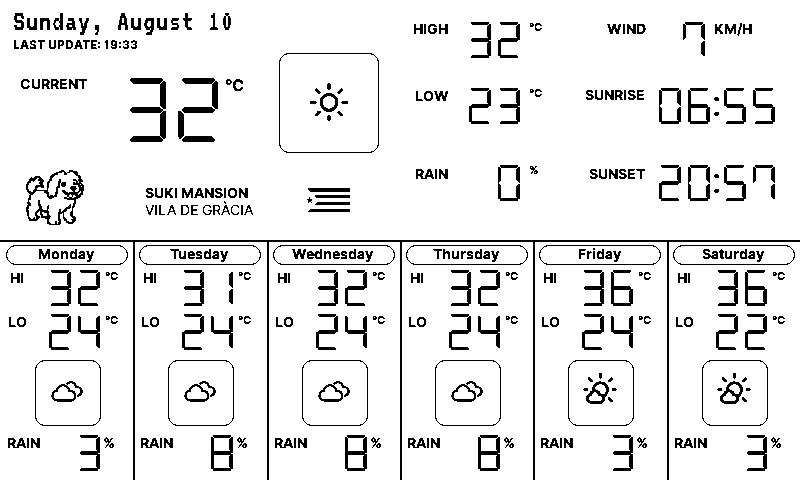 Sunday, August 10
LAST UPDATE: 19:33
CURRENT 32 °C
SUKI MANSION
VILA DE GRÀCIA
HIGH 32 °C
LOW 23 °C
RAIN 0 %
WIND 7 KM/H
SUNRISE 06:55
SUNSET 20:57
Monday
HI 32 °C
LO 24 °C
RAIN 3 %
Tuesday
HI 31 °C
LO 24 °C
RAIN 8 %
Wednesday
HI 32 °C
LO 24 °C
RAIN 8 %
Thursday
HI 32 °C
LO 24 °C
RAIN 8 %
Friday
HI 36 °C
LO 24 °C
RAIN 3 %
Saturday
HI 36 °C
LO 22 °C
RAIN 3 %